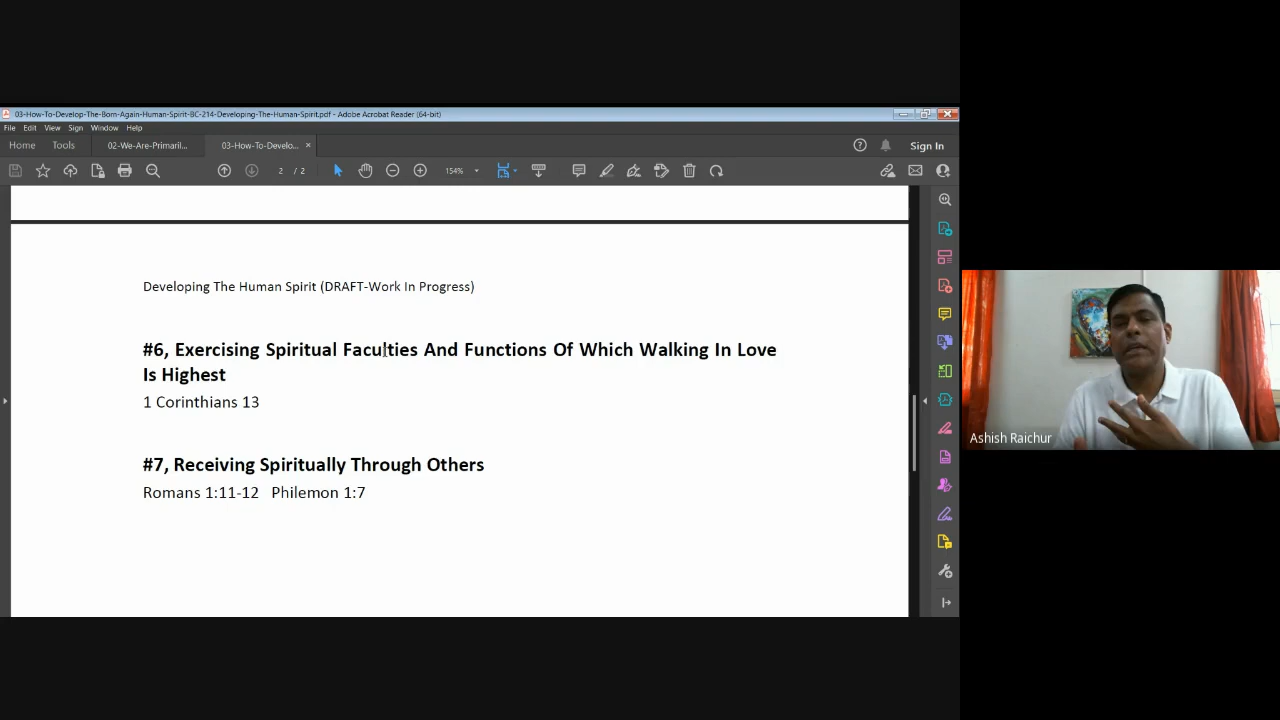 03-How-To-Develop-The-Born-Again-Human-Spirit-BC-214-Developing-The-Human-Spirit.pdf - Adobe Acrobat Reader (64-bit)
File Edit View Sign Window Help
Home Tools 02-We-Are-Primaril... 03-How-To-Develo... × Sign In
2 / 2 154%
Developing The Human Spirit (DRAFT-Work In Progress)
#6, Exercising Spiritual Faculties And Functions Of Which Walking In Love
Is Highest
1 Corinthians 13
#7, Receiving Spiritually Through Others
Romans 1:11-12 Philemon 1:7
Ashish Raichur